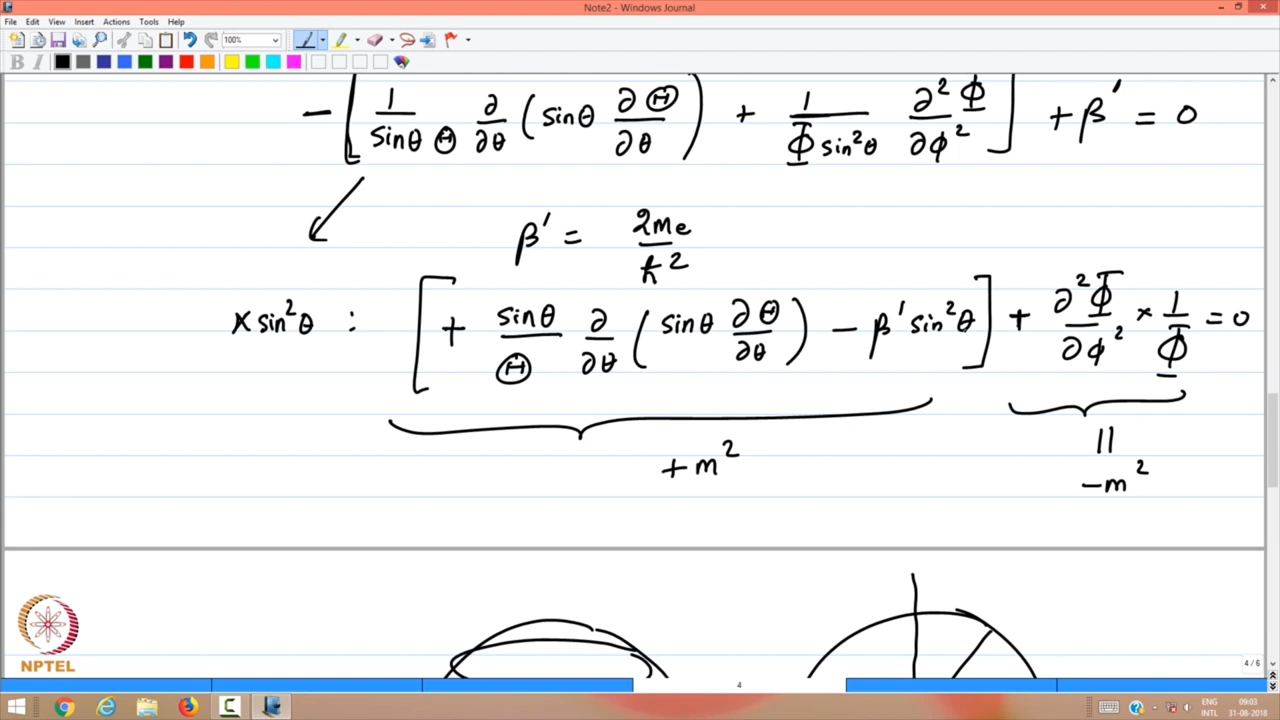 Note2 - Windows Journal
File Edit View Insert Actions Tools Help
100%
B I
− [ 1/(sinθ Θ) ∂/∂θ (sinθ ∂Θ/∂θ) + 1/(Φ sin²θ) ∂²Φ/∂ϕ² ] + β' = 0
β' = 2me/ℏ²
× sin²θ : [ + sinθ/Θ ∂/∂θ (sinθ ∂Θ/∂θ) − β' sin²θ ] + ∂²Φ/∂ϕ² × 1/Φ = 0
+m² || −m²
NPTEL
4 / 6
4
ENG 09:03
INTL 31-08-2018